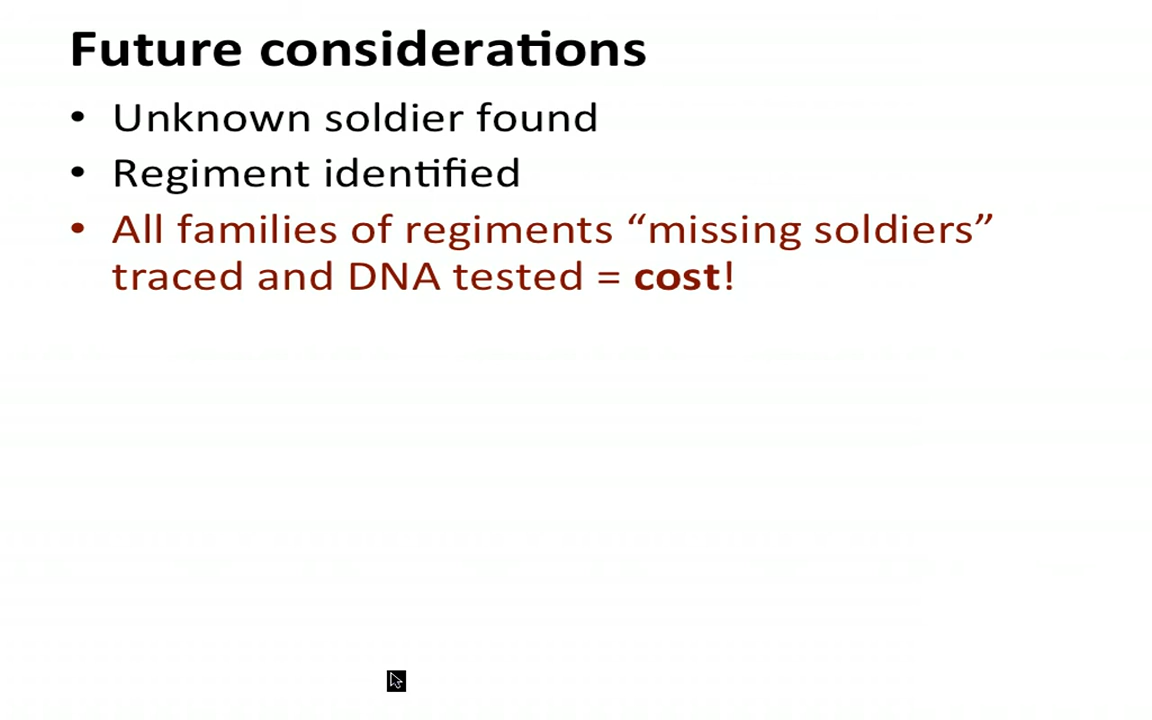 Future considerations
• Unknown soldier found
• Regiment identified
• All families of regiments “missing soldiers”
traced and DNA tested = cost!